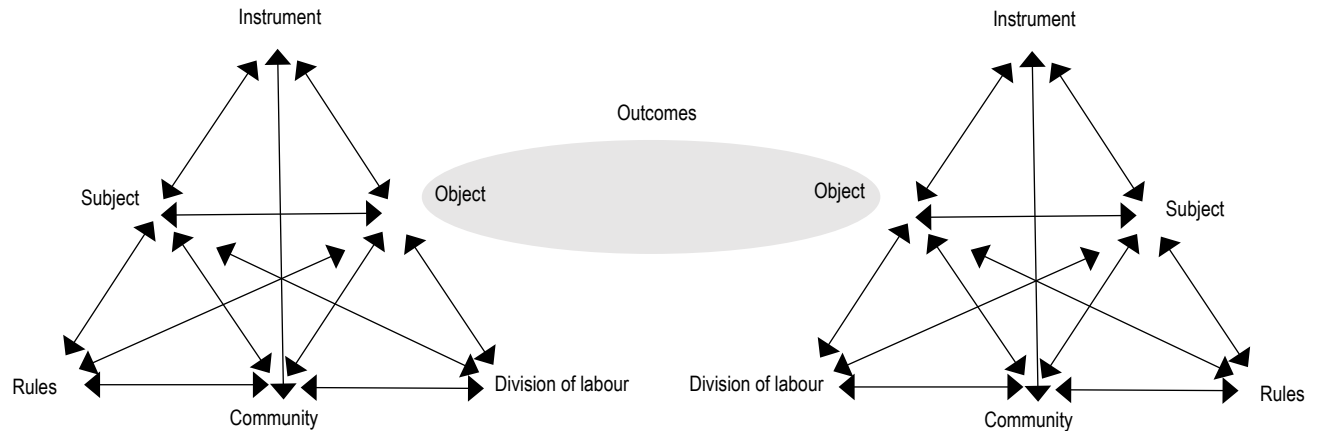 Instrument
Instrument
Outcomes
Subject
Object
Object
Subject
Rules
Division of labour
Division of labour
Rules
Community
Community